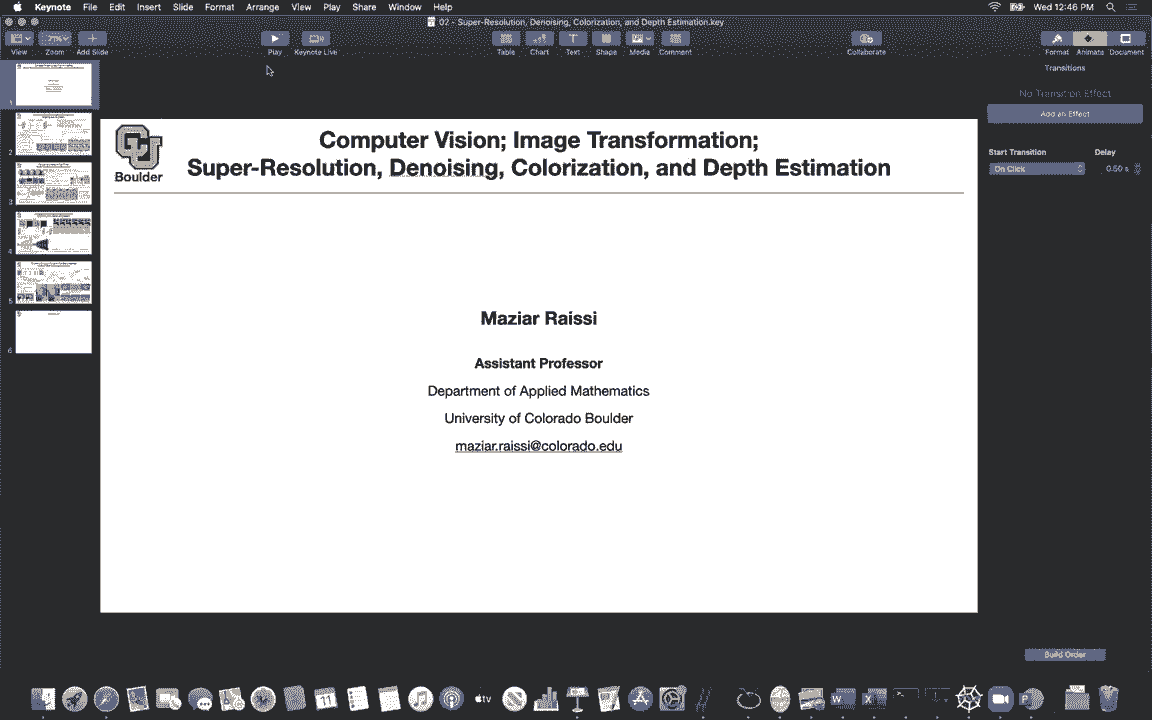 Keynote File Edit Insert Slide Format Arrange View Play Share Window Help Wed 12:46 PM
02 - Super-Resolution, Denoising, Colorization, and Depth Estimation.key
View Zoom Add Slide Play Keynote Live Table Chart Text Shape Media Comment Collaborate Format Animate Document
Transitions
No Transition Effect
Add an Effect
Start Transition Delay
On Click 0.50 s
Boulder
Computer Vision; Image Transformation;
Super-Resolution, Denoising, Colorization, and Depth Estimation
Maziar Raissi
Assistant Professor
Department of Applied Mathematics
University of Colorado Boulder
maziar.raissi@colorado.edu
1
2
3
4
5
6
Build Order